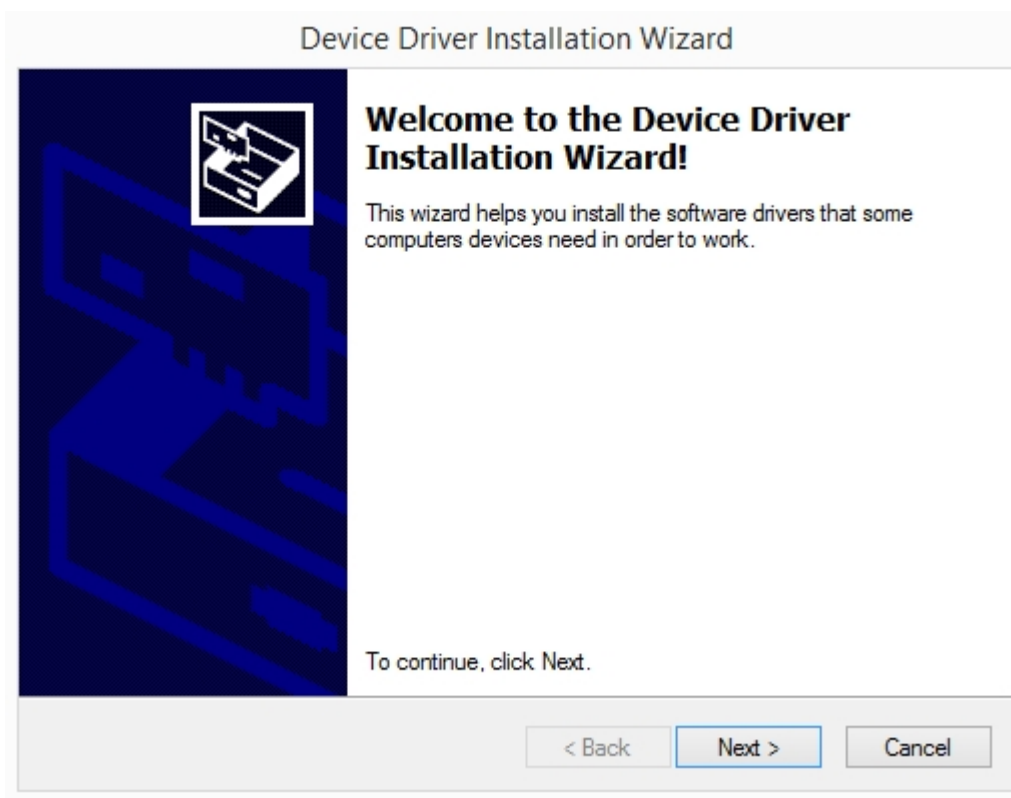 Device Driver Installation Wizard
Welcome to the Device Driver
Installation Wizard!
This wizard helps you install the software drivers that some
computers devices need in order to work.
To continue, click Next.
< Back
Next >
Cancel